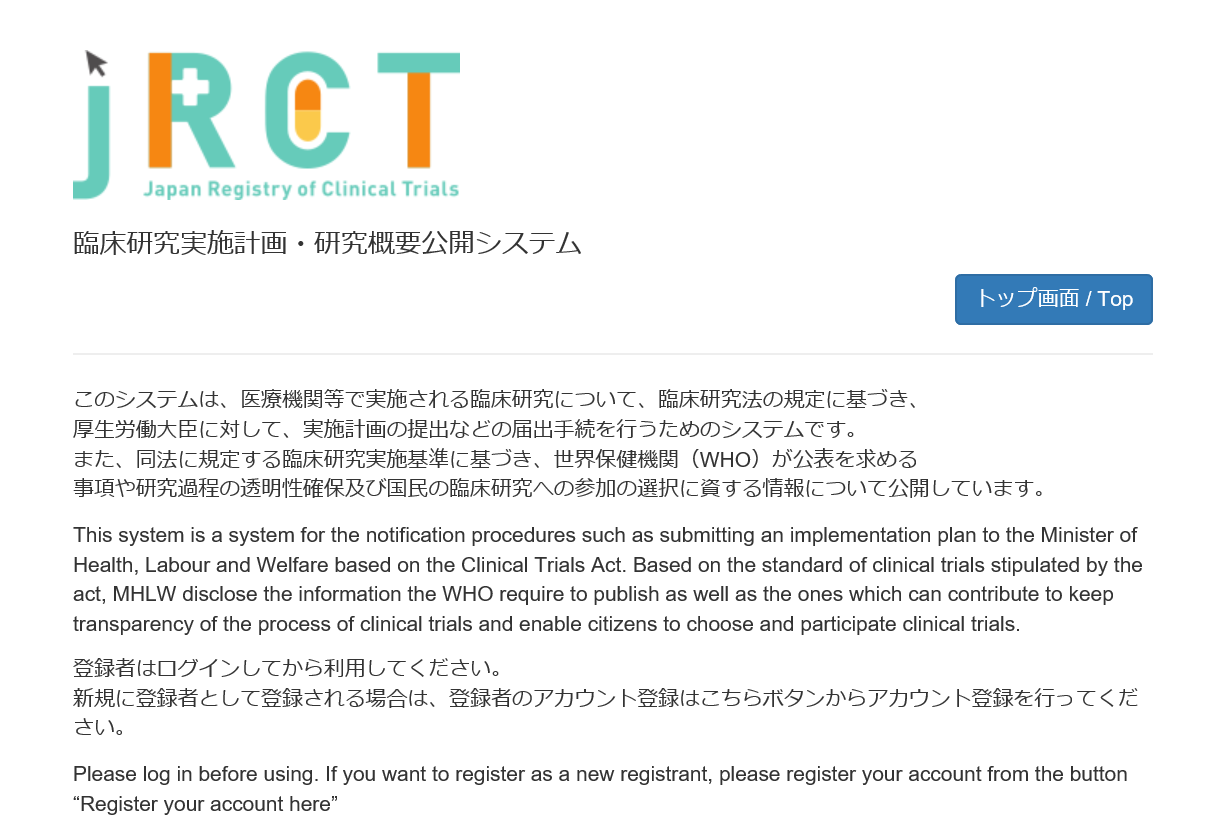 jRCT
Japan Registry of Clinical Trials
臨床研究実施計画・研究概要公開システム
トップ画面 / Top
このシステムは、医療機関等で実施される臨床研究について、臨床研究法の規定に基づき、
厚生労働大臣に対して、実施計画の提出などの届出手続を行うためのシステムです。
また、同法に規定する臨床研究実施基準に基づき、世界保健機関（WHO）が公表を求める
事項や研究過程の透明性確保及び国民の臨床研究への参加の選択に資する情報について公開しています。
This system is a system for the notification procedures such as submitting an implementation plan to the Minister of
Health, Labour and Welfare based on the Clinical Trials Act. Based on the standard of clinical trials stipulated by the
act, MHLW disclose the information the WHO require to publish as well as the ones which can contribute to keep
transparency of the process of clinical trials and enable citizens to choose and participate clinical trials.
登録者はログインしてから利用してください。
新規に登録者として登録される場合は、登録者のアカウント登録はこちらボタンからアカウント登録を行ってくだ
さい。
Please log in before using. If you want to register as a new registrant, please register your account from the button
“Register your account here”